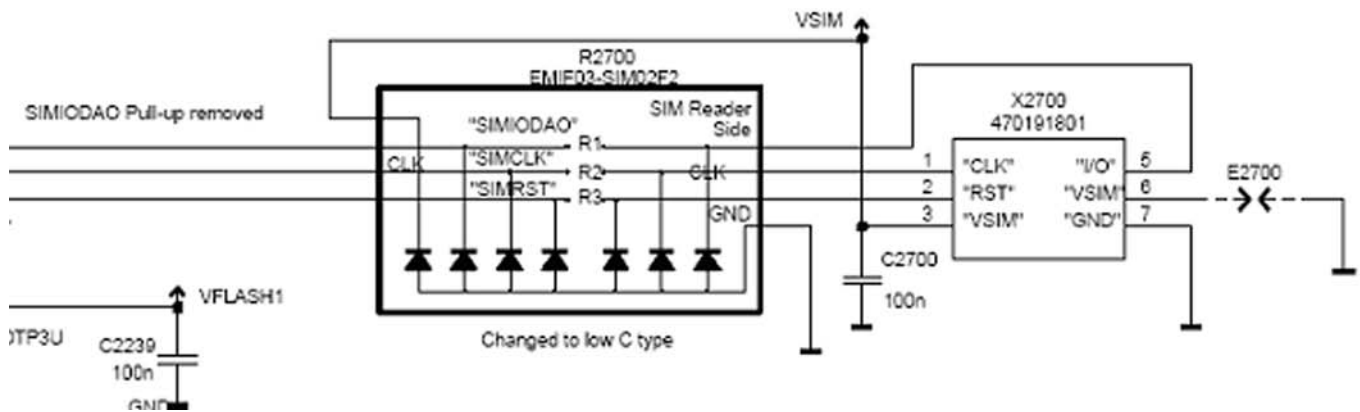 VSIM
R2700
EMIF03-SIM02F2
SIMIODAO Pull-up removed
SIM Reader
Side
"SIMIODAO"
R1
CLK
"SIMCLK"
R2
CLK
"SIMRST"
R3
GND
X2700
470191801
1
"CLK"
"I/O"
5
2
"RST"
"VSIM"
6
3
"VSIM"
"GND"
7
E2700
C2700
100n
VFLASH1
C2239
100n
GND
Changed to low C type